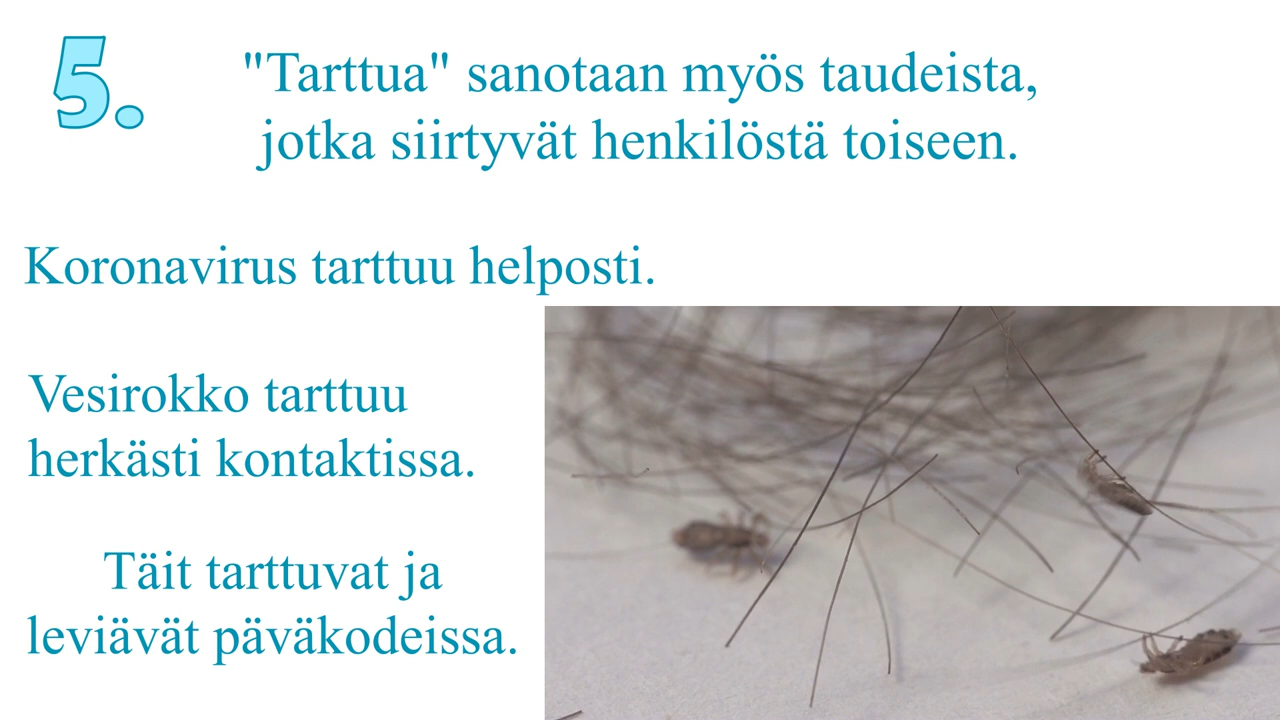 5.
"Tarttua" sanotaan myös taudeista,
jotka siirtyvät henkilöstä toiseen.
Koronavirus tarttuu helposti.
Vesirokko tarttuu
herkästi kontaktissa.
Täit tarttuvat ja
leviävät päväkodeissa.